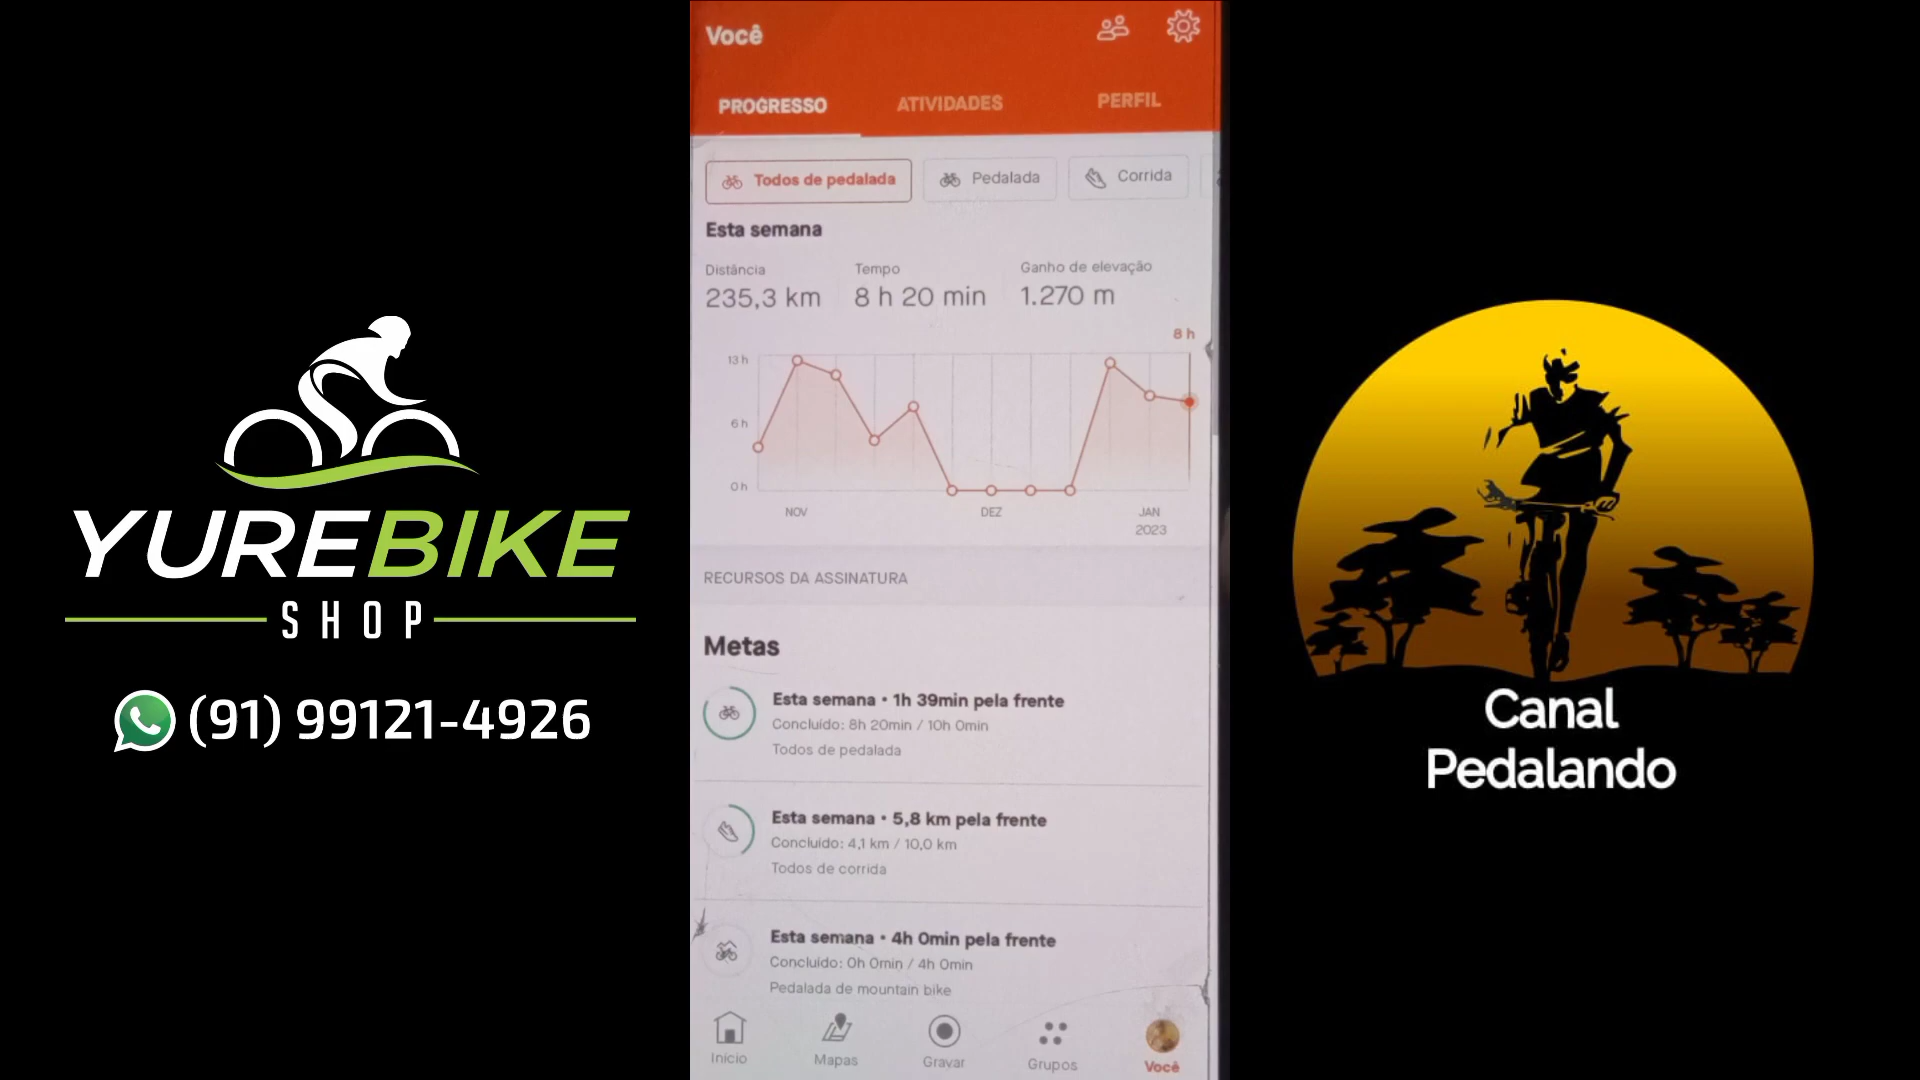 YUREBIKE
SHOP
(91) 99121-4926
Você
PROGRESSO
ATIVIDADES
PERFIL
Todos de pedalada
Pedalada
Corrida
Esta semana
Distância
Tempo
Ganho de elevação
235,3 km
8 h 20 min
1.270 m
8 h
13 h
6 h
0 h
NOV
DEZ
JAN
2023
RECURSOS DA ASSINATURA
Metas
Esta semana • 1h 39min pela frente
Concluído: 8h 20min / 10h 0min
Todos de pedalada
Esta semana • 5,8 km pela frente
Concluído: 4,1 km / 10,0 km
Todos de corrida
Esta semana • 4h 0min pela frente
Concluído: 0h 0min / 4h 0min
Pedalada de mountain bike
Início
Mapas
Gravar
Grupos
Você
Canal
Pedalando